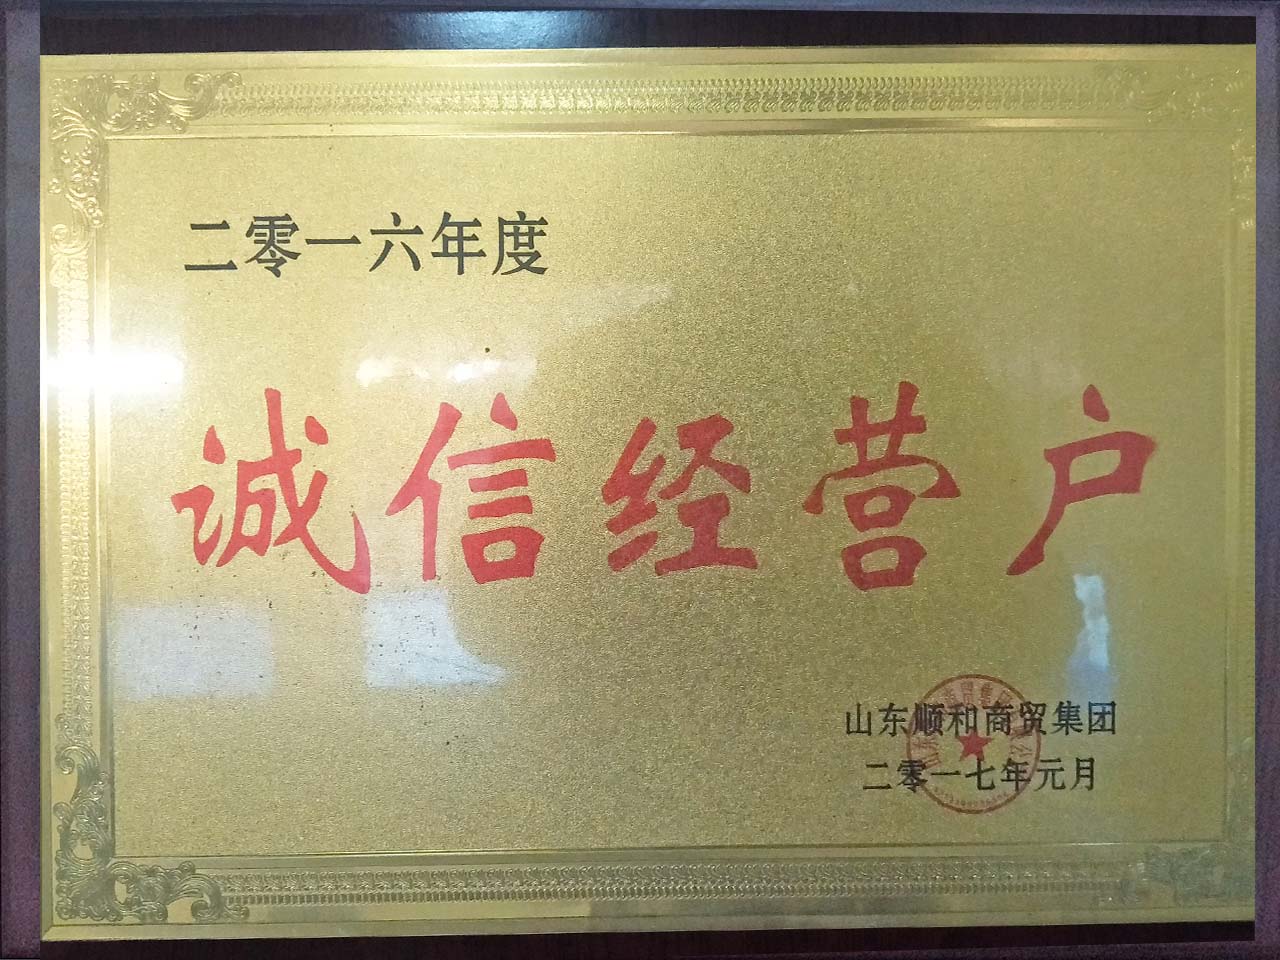 二零一六年度
诚信经营户
山东顺和商贸集团
二零一七年元月